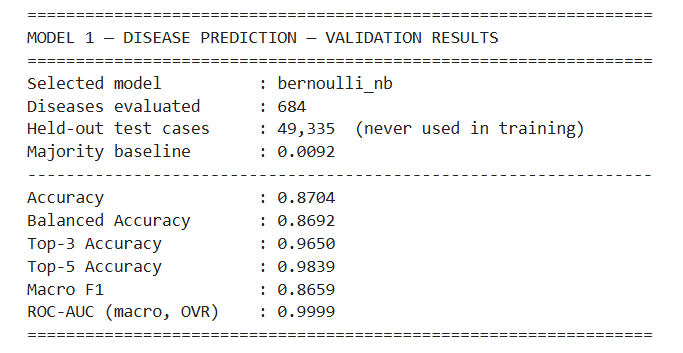 =================================================================
MODEL 1 — DISEASE PREDICTION — VALIDATION RESULTS
=================================================================
Selected model          : bernoulli_nb
Diseases evaluated      : 684
Held-out test cases     : 49,335  (never used in training)
Majority baseline       : 0.0092
-----------------------------------------------------------------
Accuracy                : 0.8704
Balanced Accuracy       : 0.8692
Top-3 Accuracy          : 0.9650
Top-5 Accuracy          : 0.9839
Macro F1                : 0.8659
ROC-AUC (macro, OVR)    : 0.9999
=================================================================